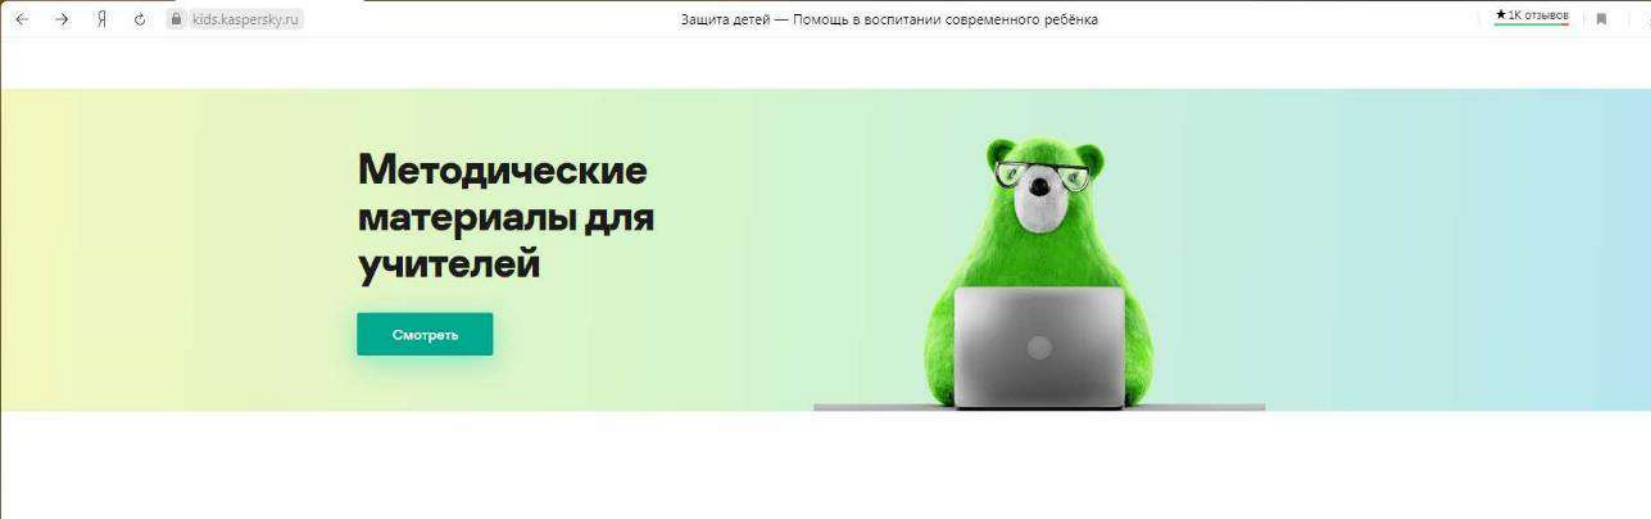 Я
kids.kaspersky.ru
Защита детей — Помощь в воспитании современного ребёнка
★1К отзывов
Методические
материалы для
учителей
Смотреть